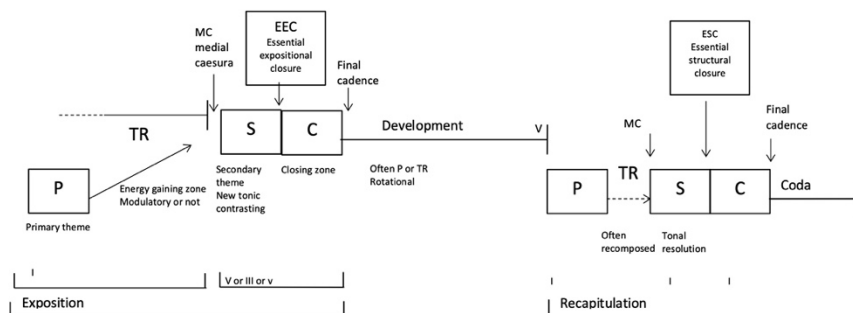 MC
medial
caesura
EEC
Essential
expositional
closure
Final
cadence
TR
S
C
Development
V
P
Energy gaining zone
Modulatory or not
Secondary
theme
New tonic
contrasting
Closing zone
Often P or TR
Rotational
Primary theme
ESC
Essential
structural
closure
MC
Final
cadence
P
TR
S
C
Coda
Often
recomposed
Tonal
resolution
I
V or III or v
I
I
I
Exposition
Recapitulation